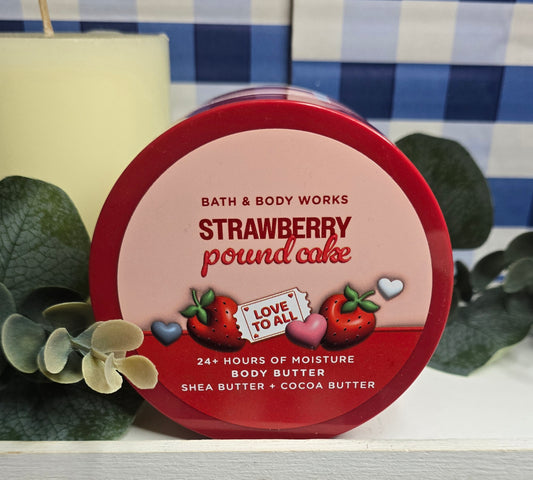 BATH & BODY WORKS
STRAWBERRY
pound cake
LOVE
TO ALL
24+ HOURS OF MOISTURE
BODY BUTTER
SHEA BUTTER + COCOA BUTTER